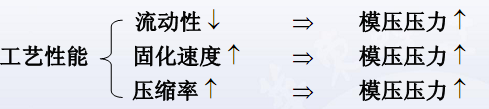 流动性↓ ⇒ 模压压力↑
工艺性能 { 固化速度↑ ⇒ 模压压力↑
压缩率↑ ⇒ 模压压力↑